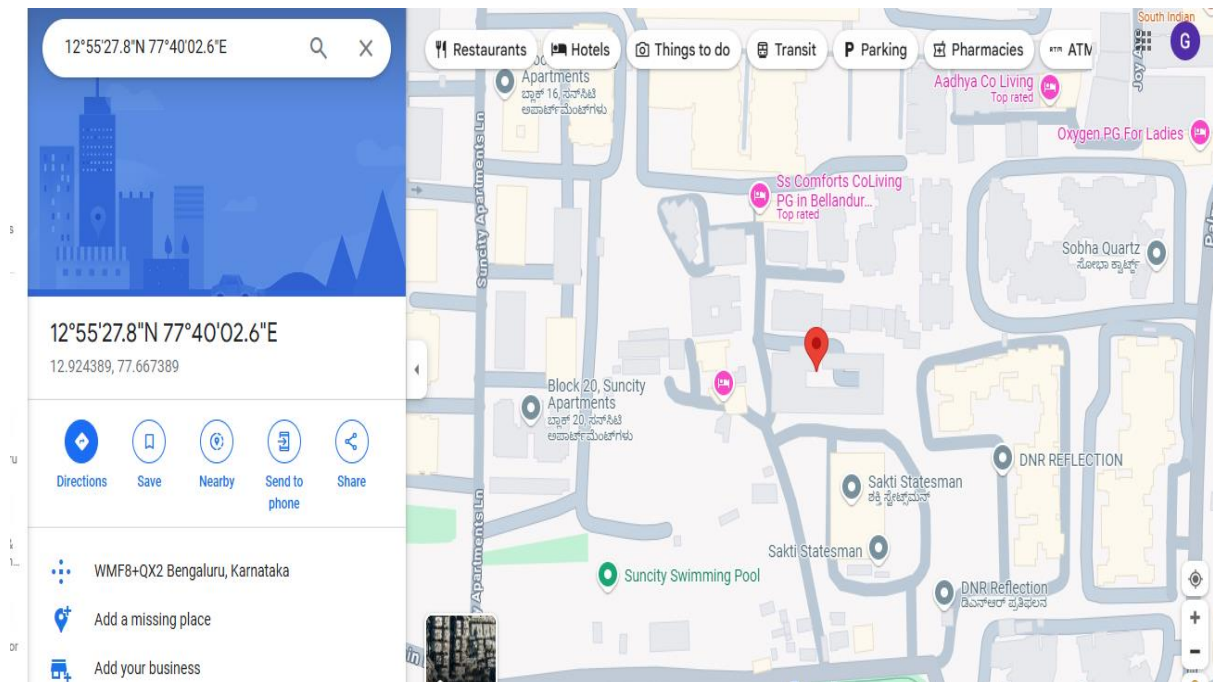 12°55'27.8"N 77°40'02.6"E
12°55'27.8"N 77°40'02.6"E
12.924389, 77.667389
Directions
Save
Nearby
Send to
phone
Share
WMF8+QX2 Bengaluru, Karnataka
Add a missing place
Add your business
Restaurants
Hotels
Things to do
Transit
Parking
Pharmacies
ATM
G
South Indian
Joy Ave
Apartments
ಬ್ಲಾಕ್ 16, ಸನ್‌ಸಿಟಿ
ಅಪಾರ್ಟ್‌ಮೆಂಟ್‌ಗಳು
Aadhya Co Living
Top rated
Oxygen PG For Ladies
Ss Comforts CoLiving
PG in Bellandur...
Top rated
Suncity Apartments Ln
Sobha Quartz
ಸೋಭಾ ಕ್ವಾರ್ಟ್ಜ್
Block 20, Suncity
Apartments
ಬ್ಲಾಕ್ 20, ಸನ್‌ಸಿಟಿ
ಅಪಾರ್ಟ್‌ಮೆಂಟ್‌ಗಳು
DNR REFLECTION
Sakti Statesman
ಶಕ್ತಿ ಸ್ಟೇಟ್ಸ್‌ಮನ್
Sakti Statesman
Suncity Swimming Pool
Apartments Ln
DNR Reflection
ಡಿಎನ್ಆರ್ ಪ್ರತಿಫಲನ